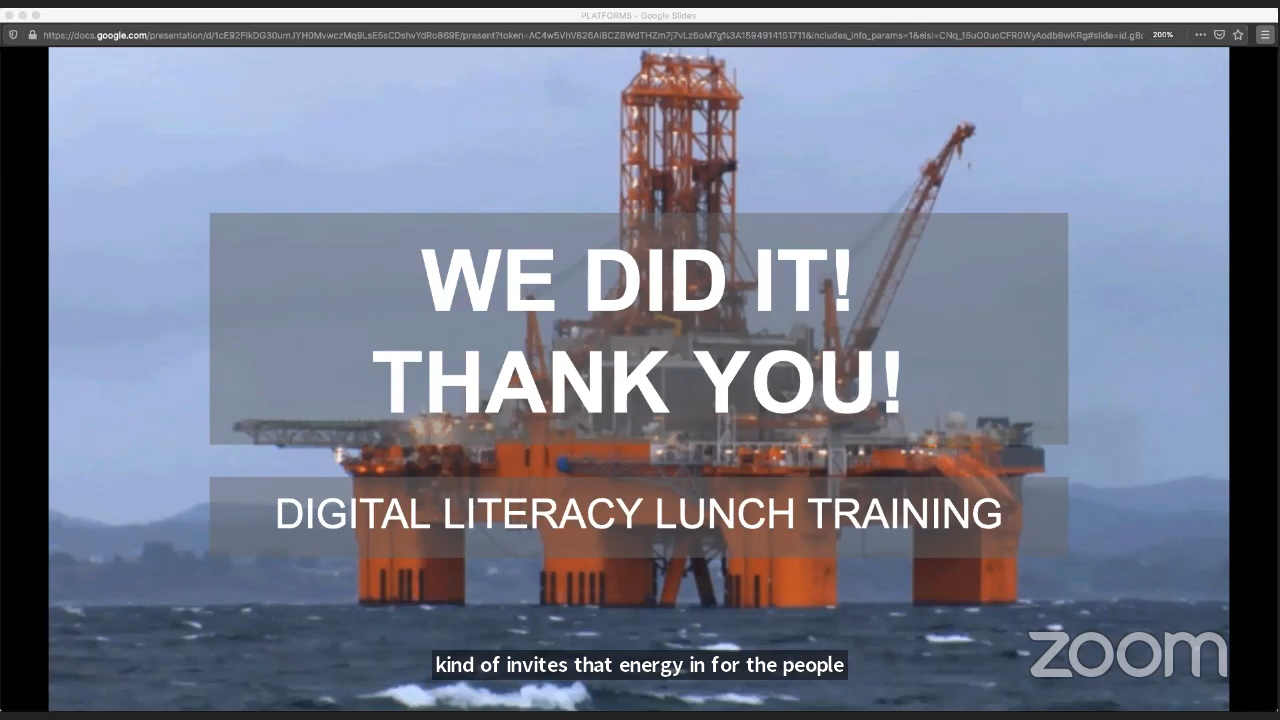 PLATFORMS - Google Slides
200%
WE DID IT!
THANK YOU!
DIGITAL LITERACY LUNCH TRAINING
kind of invites that energy in for the people
zoom